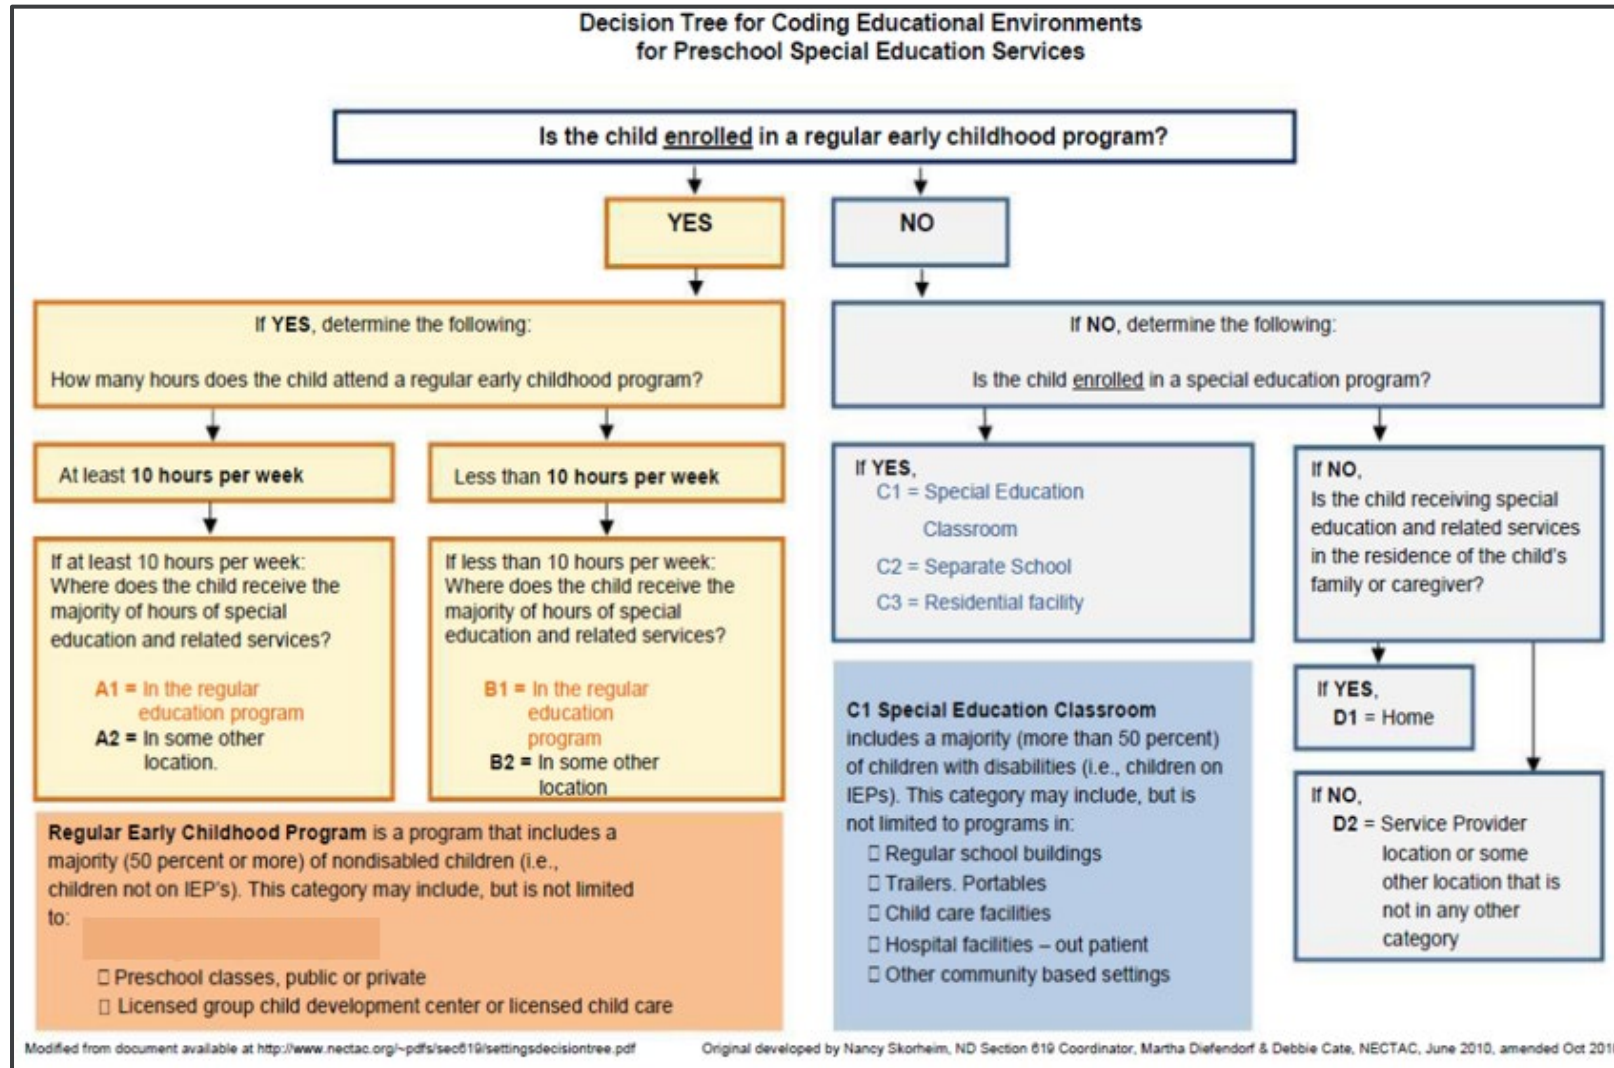 Decision Tree for Coding Educational Environments
for Preschool Special Education Services
Is the child enrolled in a regular early childhood program?
YES
NO
If YES, determine the following:
How many hours does the child attend a regular early childhood program?
If NO, determine the following:
Is the child enrolled in a special education program?
At least 10 hours per week
Less than 10 hours per week
If at least 10 hours per week:
Where does the child receive the
majority of hours of special
education and related services?
A1 = In the regular
education program
A2 = In some other
location.
If less than 10 hours per week:
Where does the child receive the
majority of hours of special
education and related services?
B1 = In the regular
education
program
B2 = In some other
location
If YES,
C1 = Special Education
Classroom
C2 = Separate School
C3 = Residential facility
If NO,
Is the child receiving special
education and related services
in the residence of the child's
family or caregiver?
If YES,
D1 = Home
If NO,
D2 = Service Provider
location or some
other location that is
not in any other
category
Regular Early Childhood Program is a program that includes a
majority (50 percent or more) of nondisabled children (i.e.,
children not on IEP's). This category may include, but is not limited
to:
Preschool classes, public or private
Licensed group child development center or licensed child care
C1 Special Education Classroom
includes a majority (more than 50 percent)
of children with disabilities (i.e., children on
IEPs). This category may include, but is
not limited to programs in:
Regular school buildings
Trailers. Portables
Child care facilities
Hospital facilities – out patient
Other community based settings
Modified from document available at http://www.nectac.org/~pdfs/sec619/settingsdecisiontree.pdf
Original developed by Nancy Skorheim, ND Section 619 Coordinator, Martha Diefendorf & Debbie Cate, NECTAC, June 2010, amended Oct